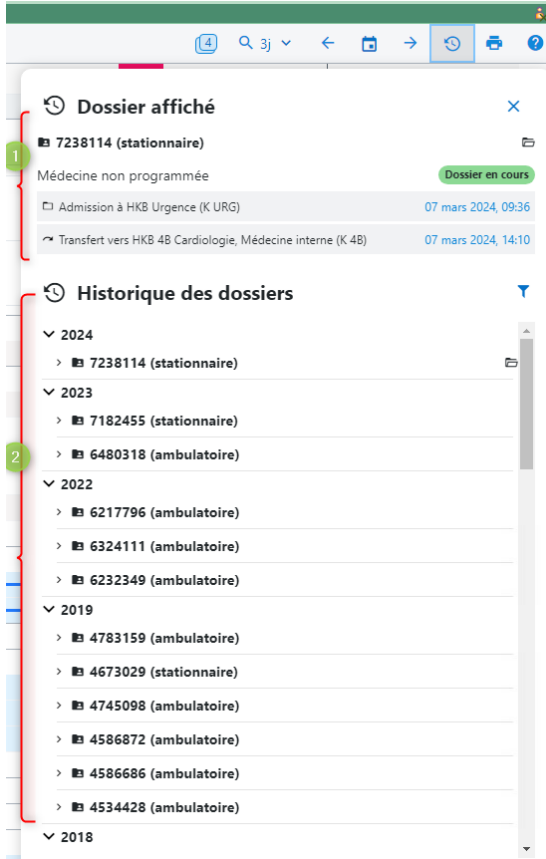 4 3j
Dossier affiché
1
7238114 (stationnaire)
Médecine non programmée Dossier en cours
Admission à HKB Urgence (K URG) 07 mars 2024, 09:36
Transfert vers HKB 4B Cardiologie, Médecine interne (K 4B) 07 mars 2024, 14:10
Historique des dossiers
2024
7238114 (stationnaire)
2023
7182455 (stationnaire)
2
6480318 (ambulatoire)
2022
6217796 (ambulatoire)
6324111 (ambulatoire)
6232349 (ambulatoire)
2019
4783159 (ambulatoire)
4673029 (stationnaire)
4745098 (ambulatoire)
4586872 (ambulatoire)
4586686 (ambulatoire)
4534428 (ambulatoire)
2018